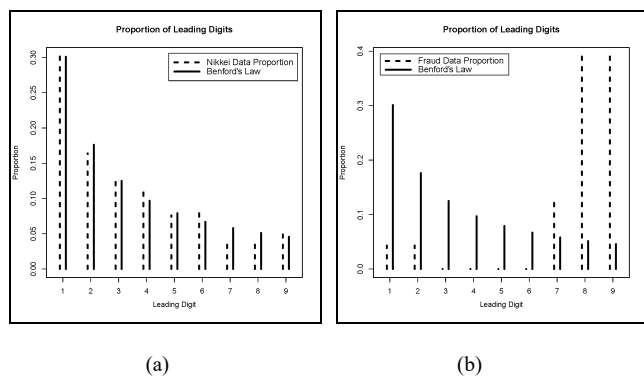 Proportion of Leading Digits
Nikkei Data Proportion
Benford's Law
0.30
0.20
0.15
0.10
0.05
0.00
Proportion
1 2 3 4 5 6 7 8 9
Leading Digit
(a)
Proportion of Leading Digits
Fraud Data Proportion
Benford's Law
0.4
0.3
0.2
0.1
0.0
Proportion
1 2 3 4 5 6 7 8 9
Leading Digit
(b)